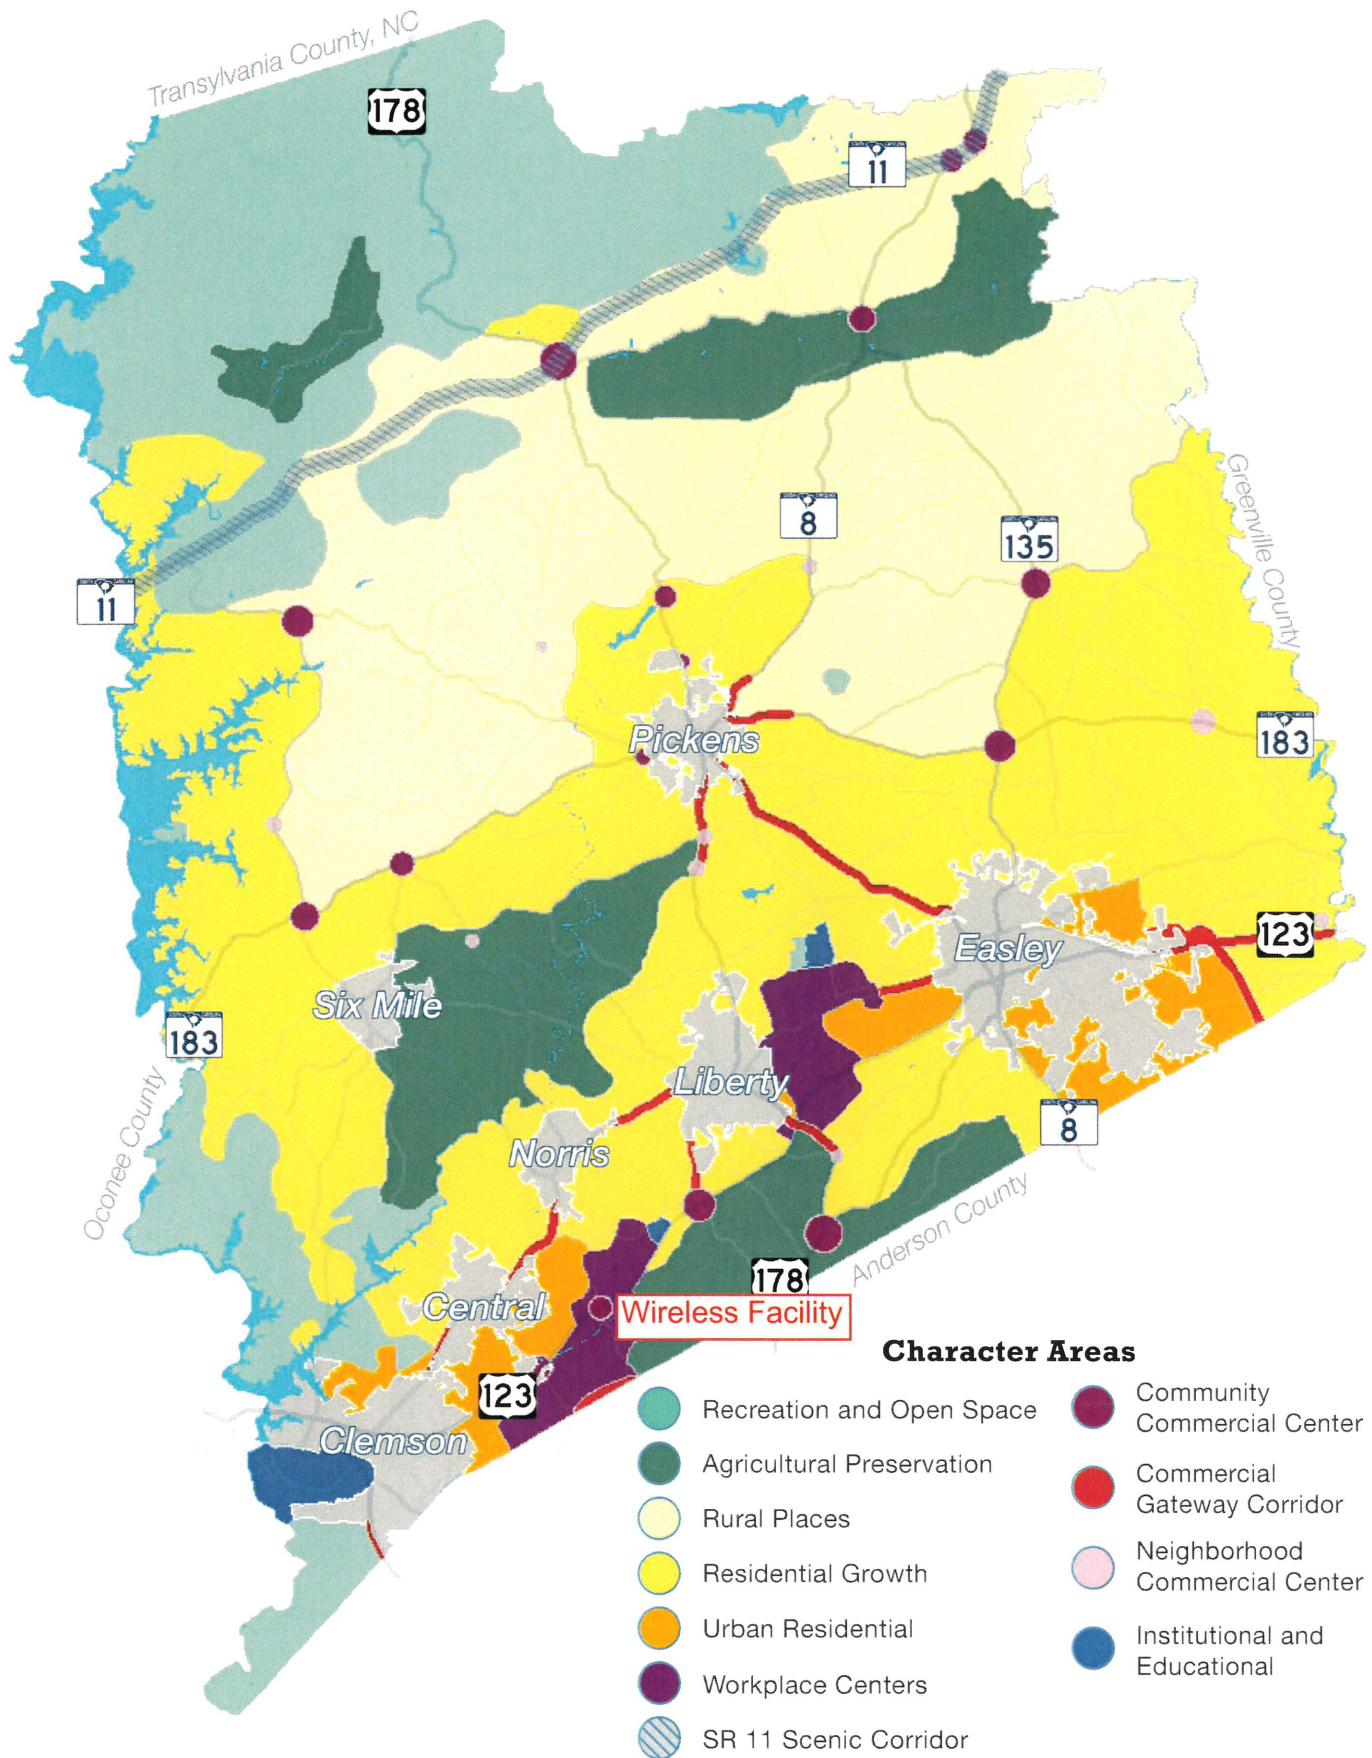 Transylvania County, NC
178
11
8
135
Greenville County
11
Pickens
183
Easley
123
Six Mile
183
Liberty
8
Norris
Oconee County
Anderson County
178
Central
Wireless Facility
123
Clemson
Character Areas
Recreation and Open Space
Agricultural Preservation
Rural Places
Residential Growth
Urban Residential
Workplace Centers
SR 11 Scenic Corridor
Community
Commercial Center
Commercial
Gateway Corridor
Neighborhood
Commercial Center
Institutional and
Educational